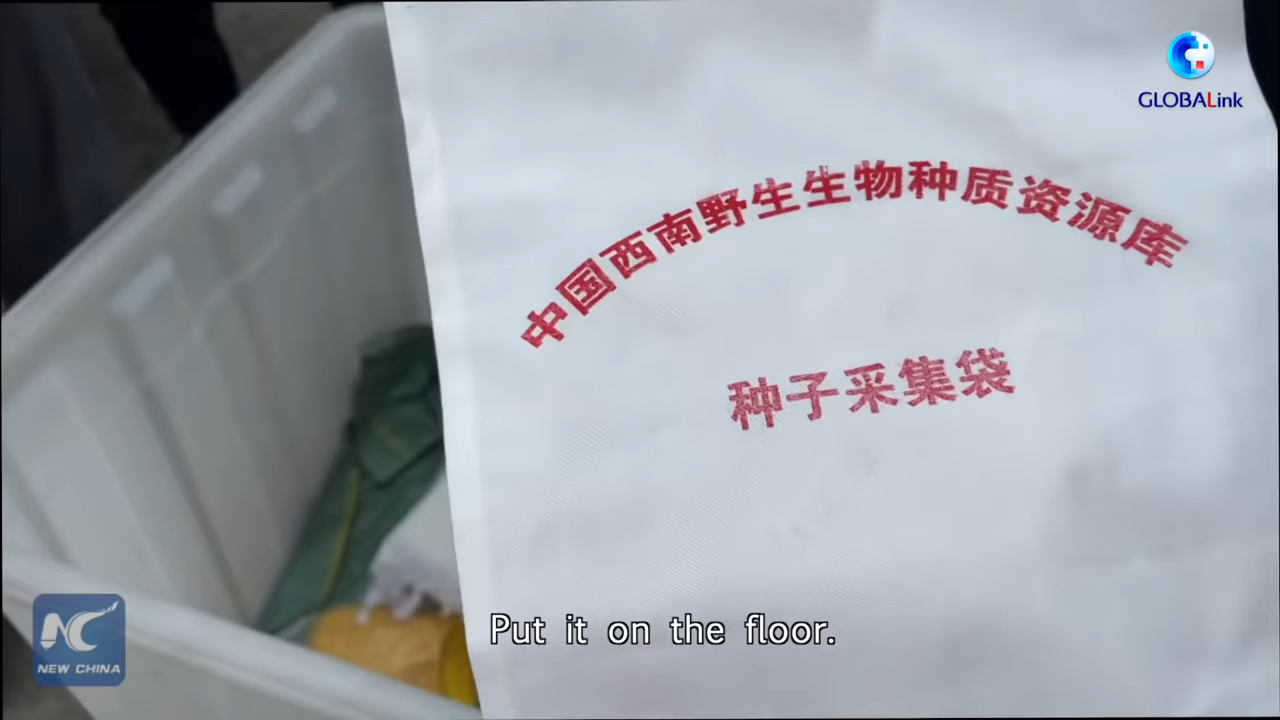 GLOBALink
中国西南野生生物种质资源库
种子采集袋
Put it on the floor.
NC
NEW CHINA